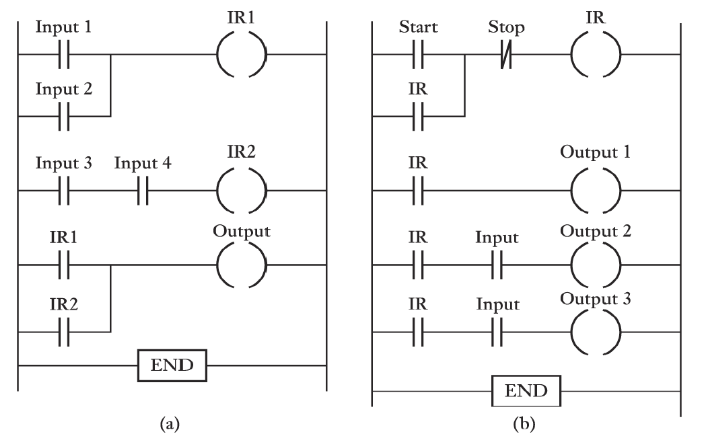 Input 1
IR1
Input 2
Input 3
Input 4
IR2
IR1
Output
IR2
END
(a)
Start
Stop
IR
IR
IR
Output 1
IR
Input
Output 2
IR
Input
Output 3
END
(b)